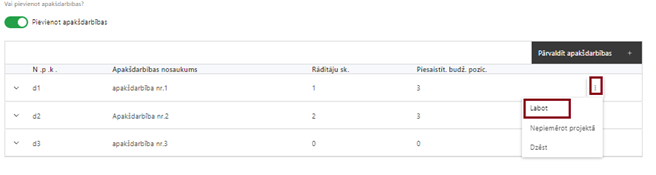 Vai pievienot apakšdarbības?
Pievienot apakšdarbības
Pārvaldīt apakšdarbības +
N .p .k . Apakšdarbības nosaukums Rādītāju sk. Piesaistīt. budž. pozic.
d1 apakšdarbība nr.1 1 3
Labot
d2 Apakšdarbība nr.2 2 3
Nepiemērot projektā
d3 apakšdarbība nr.3 0 0
Dzēst